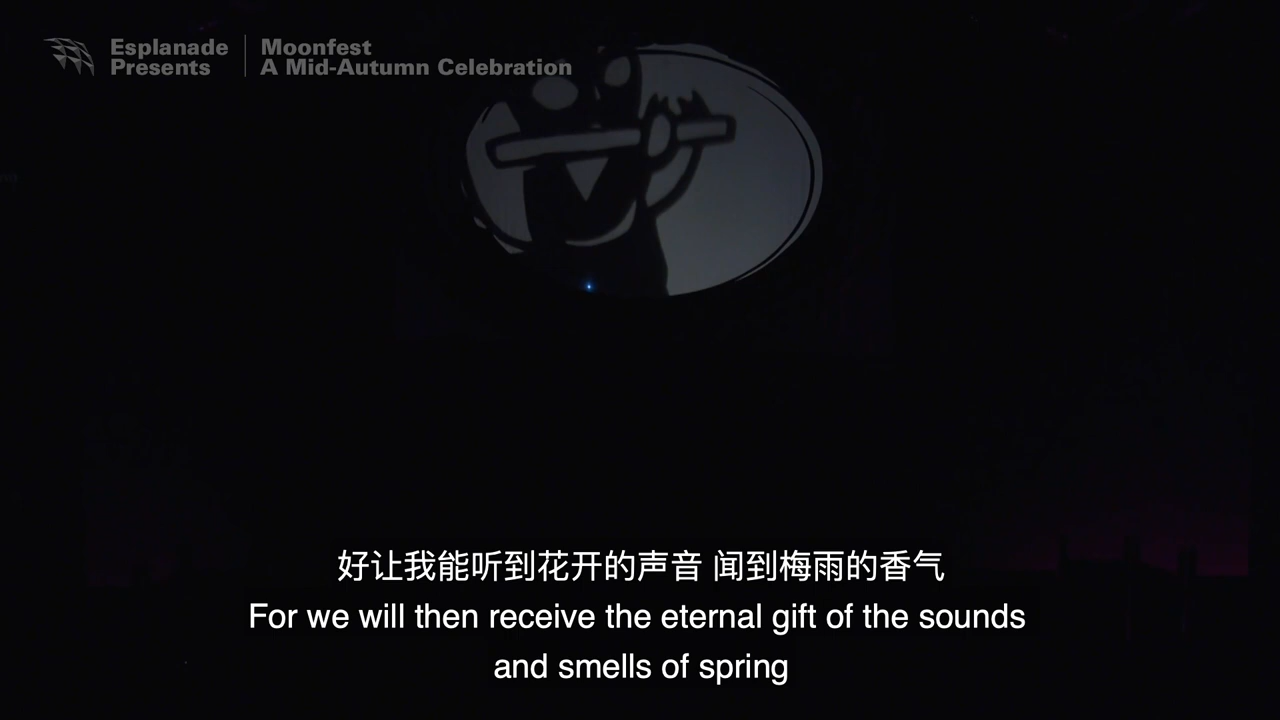 Esplanade
Presents
Moonfest
A Mid-Autumn Celebration
好让我能听到花开的声音 闻到梅雨的香气
For we will then receive the eternal gift of the sounds
and smells of spring